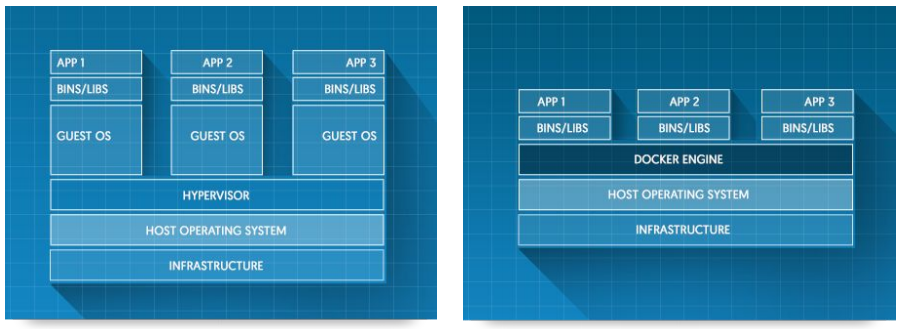 APP 1 APP 2 APP 3
BINS/LIBS BINS/LIBS BINS/LIBS
GUEST OS GUEST OS GUEST OS
HYPERVISOR
HOST OPERATING SYSTEM
INFRASTRUCTURE
APP 1 APP 2 APP 3
BINS/LIBS BINS/LIBS BINS/LIBS
DOCKER ENGINE
HOST OPERATING SYSTEM
INFRASTRUCTURE